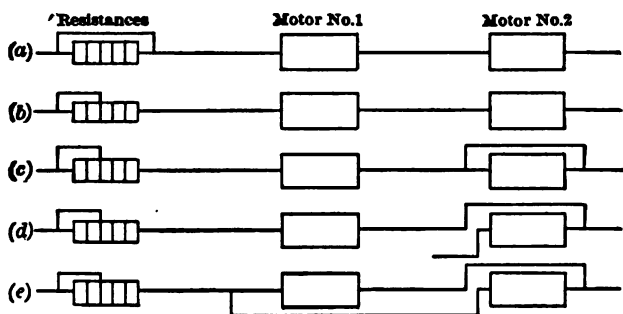 Resistances Motor No.1 Motor No.2
(a)
(b)
(c)
(d)
(e)